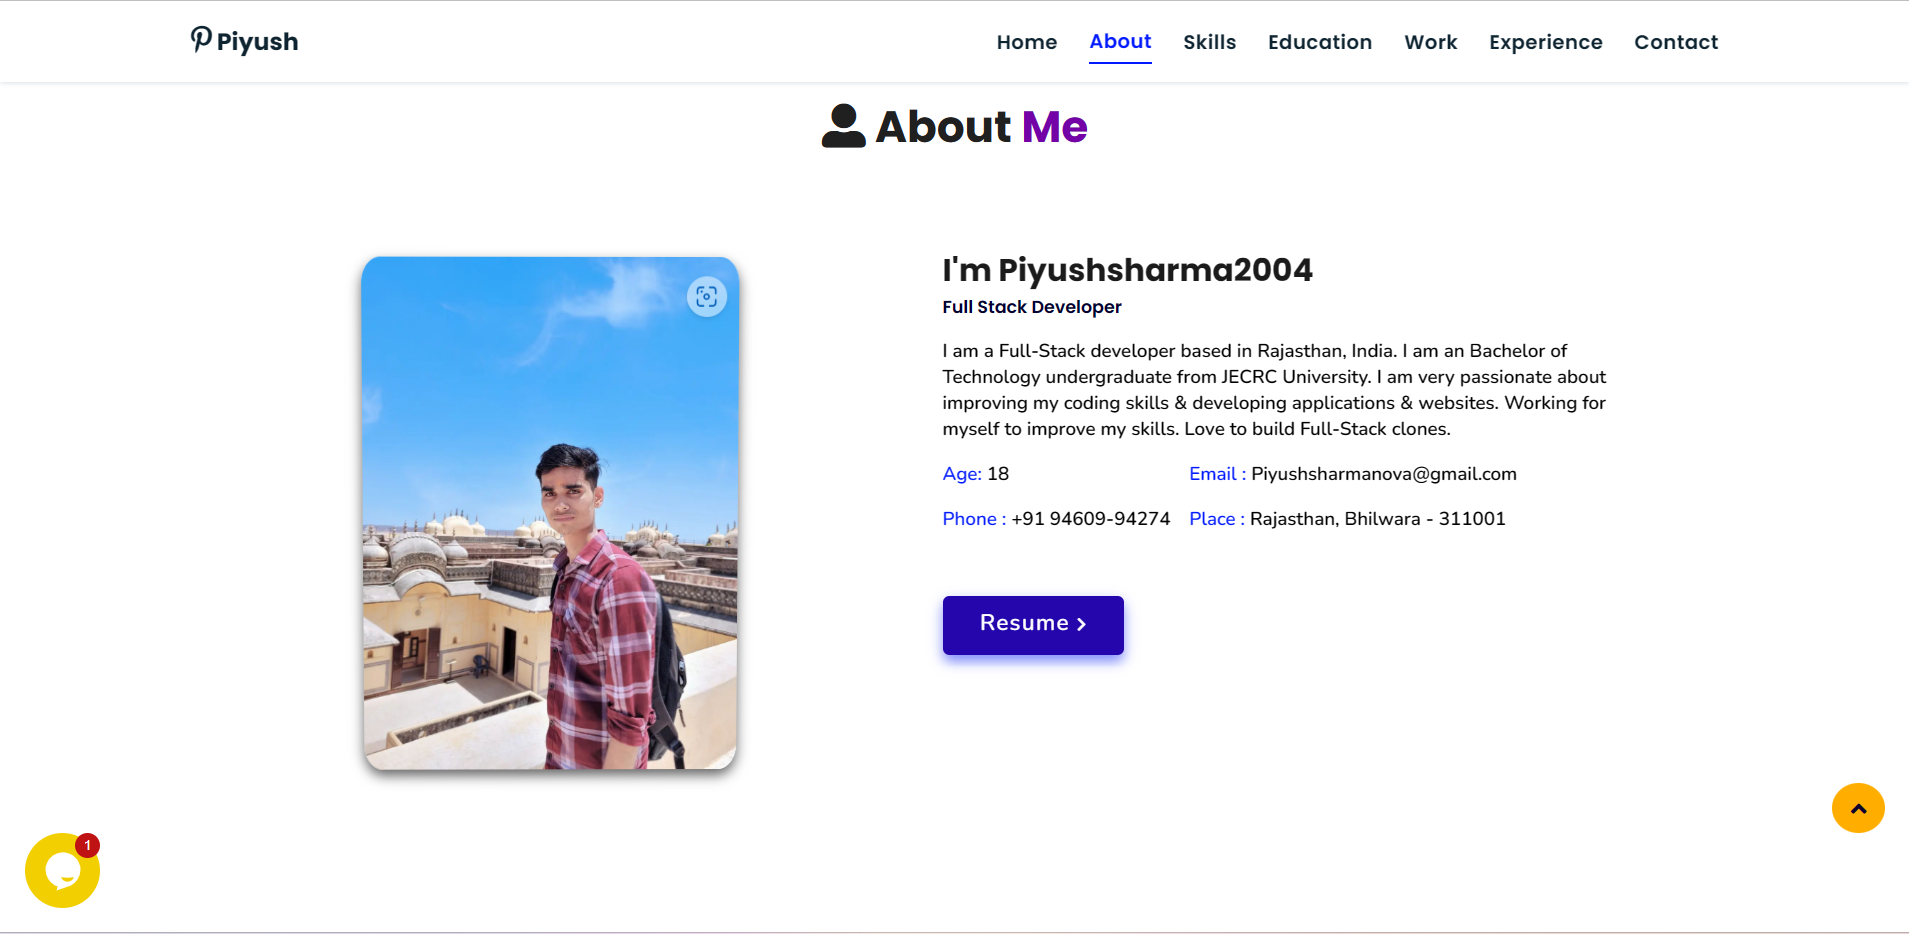 Piyush
Home About Skills Education Work Experience Contact
About Me
I'm Piyushsharma2004
Full Stack Developer
I am a Full-Stack developer based in Rajasthan, India. I am an Bachelor of
Technology undergraduate from JECRC University. I am very passionate about
improving my coding skills & developing applications & websites. Working for
myself to improve my skills. Love to build Full-Stack clones.
Age: 18 Email : Piyushsharmanova@gmail.com
Phone : +91 94609-94274 Place : Rajasthan, Bhilwara - 311001
Resume
1